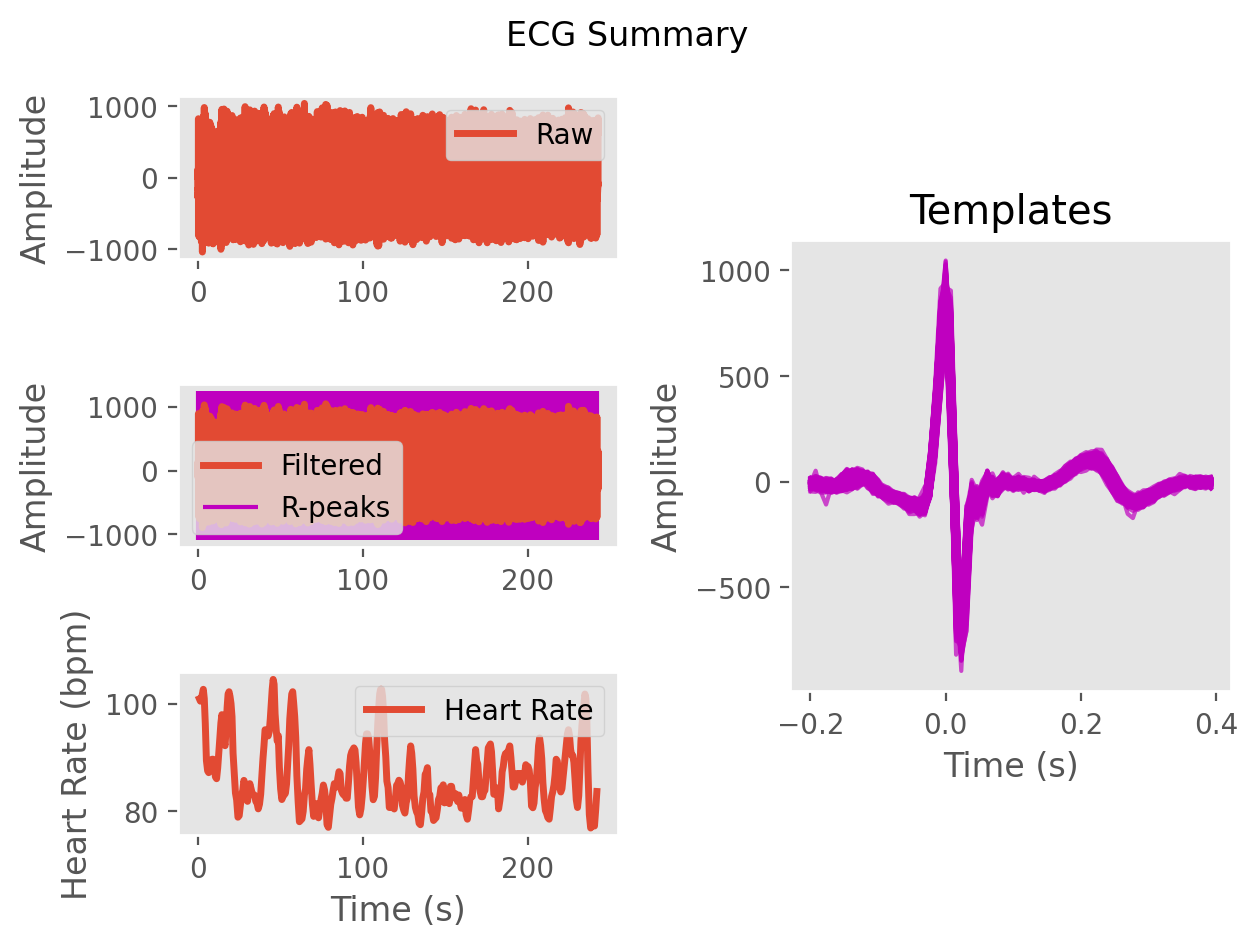 ECG Summary
Amplitude
1000
0
−1000
Raw
0
100
200
Amplitude
1000
0
−1000
Filtered
R-peaks
0
100
200
Heart Rate (bpm)
100
80
Heart Rate
0
100
200
Time (s)
Templates
Amplitude
1000
500
0
−500
−0.2
0.0
0.2
0.4
Time (s)